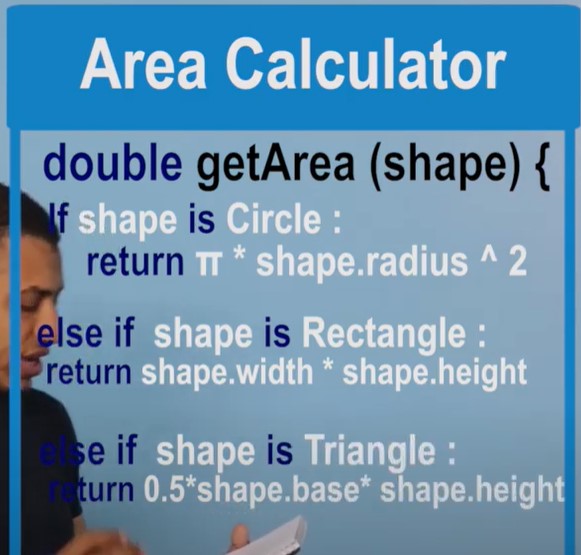 Area Calculator
double getArea (shape) {
If shape is Circle :
return π * shape.radius ^ 2
else if shape is Rectangle :
return shape.width * shape.height
else if shape is Triangle :
return 0.5*shape.base* shape.height